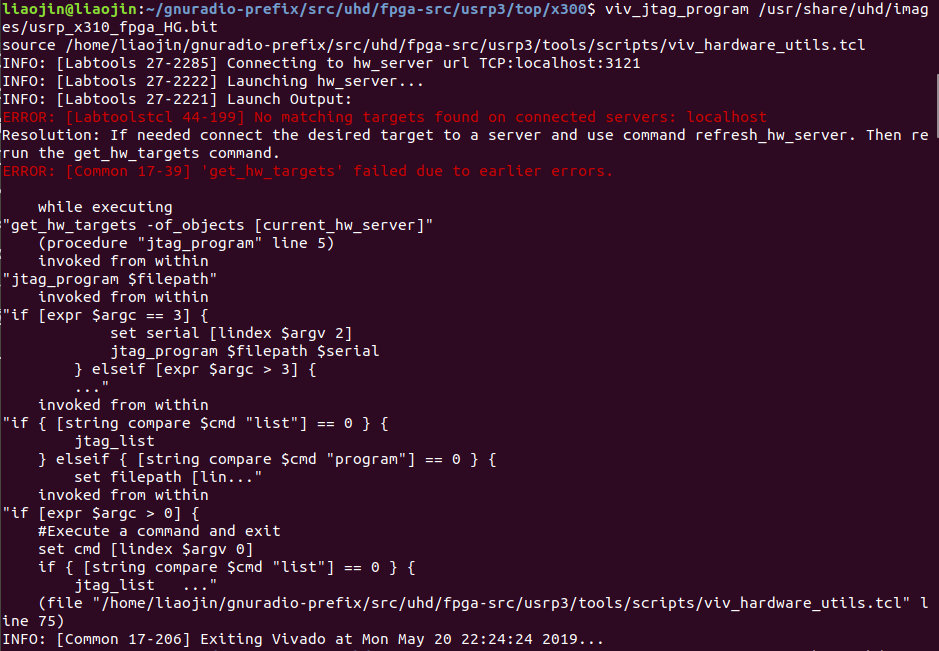 liaojin@liaojin:~/gnuradio-prefix/src/uhd/fpga-src/usrp3/top/x300$ viv_jtag_program /usr/share/uhd/imag
es/usrp_x310_fpga_HG.bit
source /home/liaojin/gnuradio-prefix/src/uhd/fpga-src/usrp3/tools/scripts/viv_hardware_utils.tcl
INFO: [Labtools 27-2285] Connecting to hw_server url TCP:localhost:3121
INFO: [Labtools 27-2222] Launching hw_server...
INFO: [Labtools 27-2221] Launch Output:
ERROR: [Labtoolstcl 44-199] No matching targets found on connected servers: localhost
Resolution: If needed connect the desired target to a server and use command refresh_hw_server. Then re
run the get_hw_targets command.
ERROR: [Common 17-39] 'get_hw_targets' failed due to earlier errors.
    while executing
"get_hw_targets -of_objects [current_hw_server]"
    (procedure "jtag_program" line 5)
    invoked from within
"jtag_program $filepath"
    invoked from within
"if [expr $argc == 3] {
            set serial [lindex $argv 2]
            jtag_program $filepath $serial
        } elseif [expr $argc > 3] {
        ..."
    invoked from within
"if { [string compare $cmd "list"] == 0 } {
        jtag_list
    } elseif { [string compare $cmd "program"] == 0 } {
        set filepath [lin..."
    invoked from within
"if [expr $argc > 0] {
    #Execute a command and exit
    set cmd [lindex $argv 0]
    if { [string compare $cmd "list"] == 0 } {
        jtag_list   ..."
    (file "/home/liaojin/gnuradio-prefix/src/uhd/fpga-src/usrp3/tools/scripts/viv_hardware_utils.tcl" l
ine 75)
INFO: [Common 17-206] Exiting Vivado at Mon May 20 22:24:24 2019...